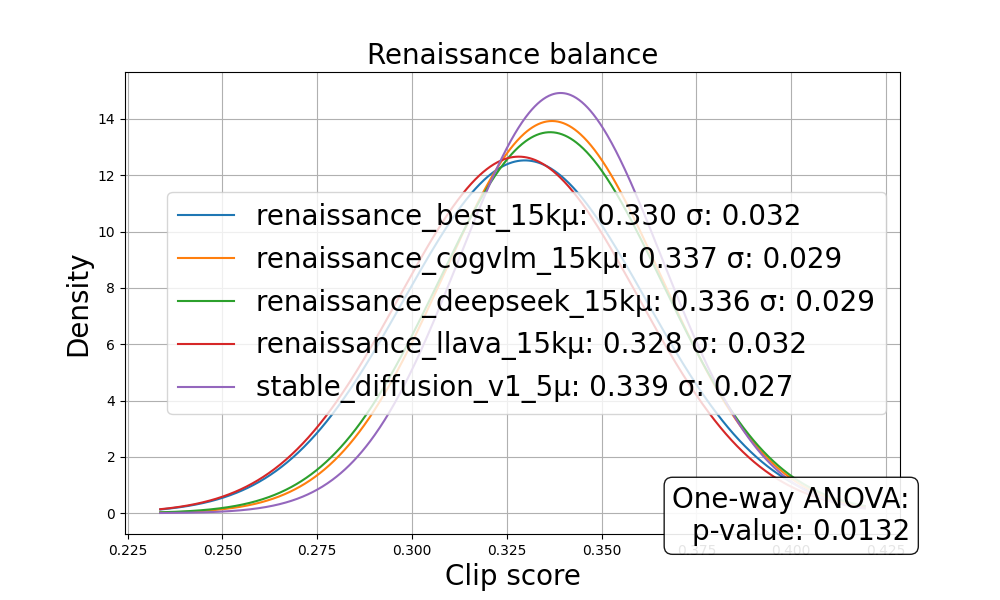 Renaissance balance
Density
14
12
10
8
6
4
2
0
renaissance_best_15kμ: 0.330 σ: 0.032
renaissance_cogvlm_15kμ: 0.337 σ: 0.029
renaissance_deepseek_15kμ: 0.336 σ: 0.029
renaissance_llava_15kμ: 0.328 σ: 0.032
stable_diffusion_v1_5μ: 0.339 σ: 0.027
One-way ANOVA:
p-value: 0.0132
0.225 0.250 0.275 0.300 0.325 0.350 0.375 0.400 0.425
Clip score